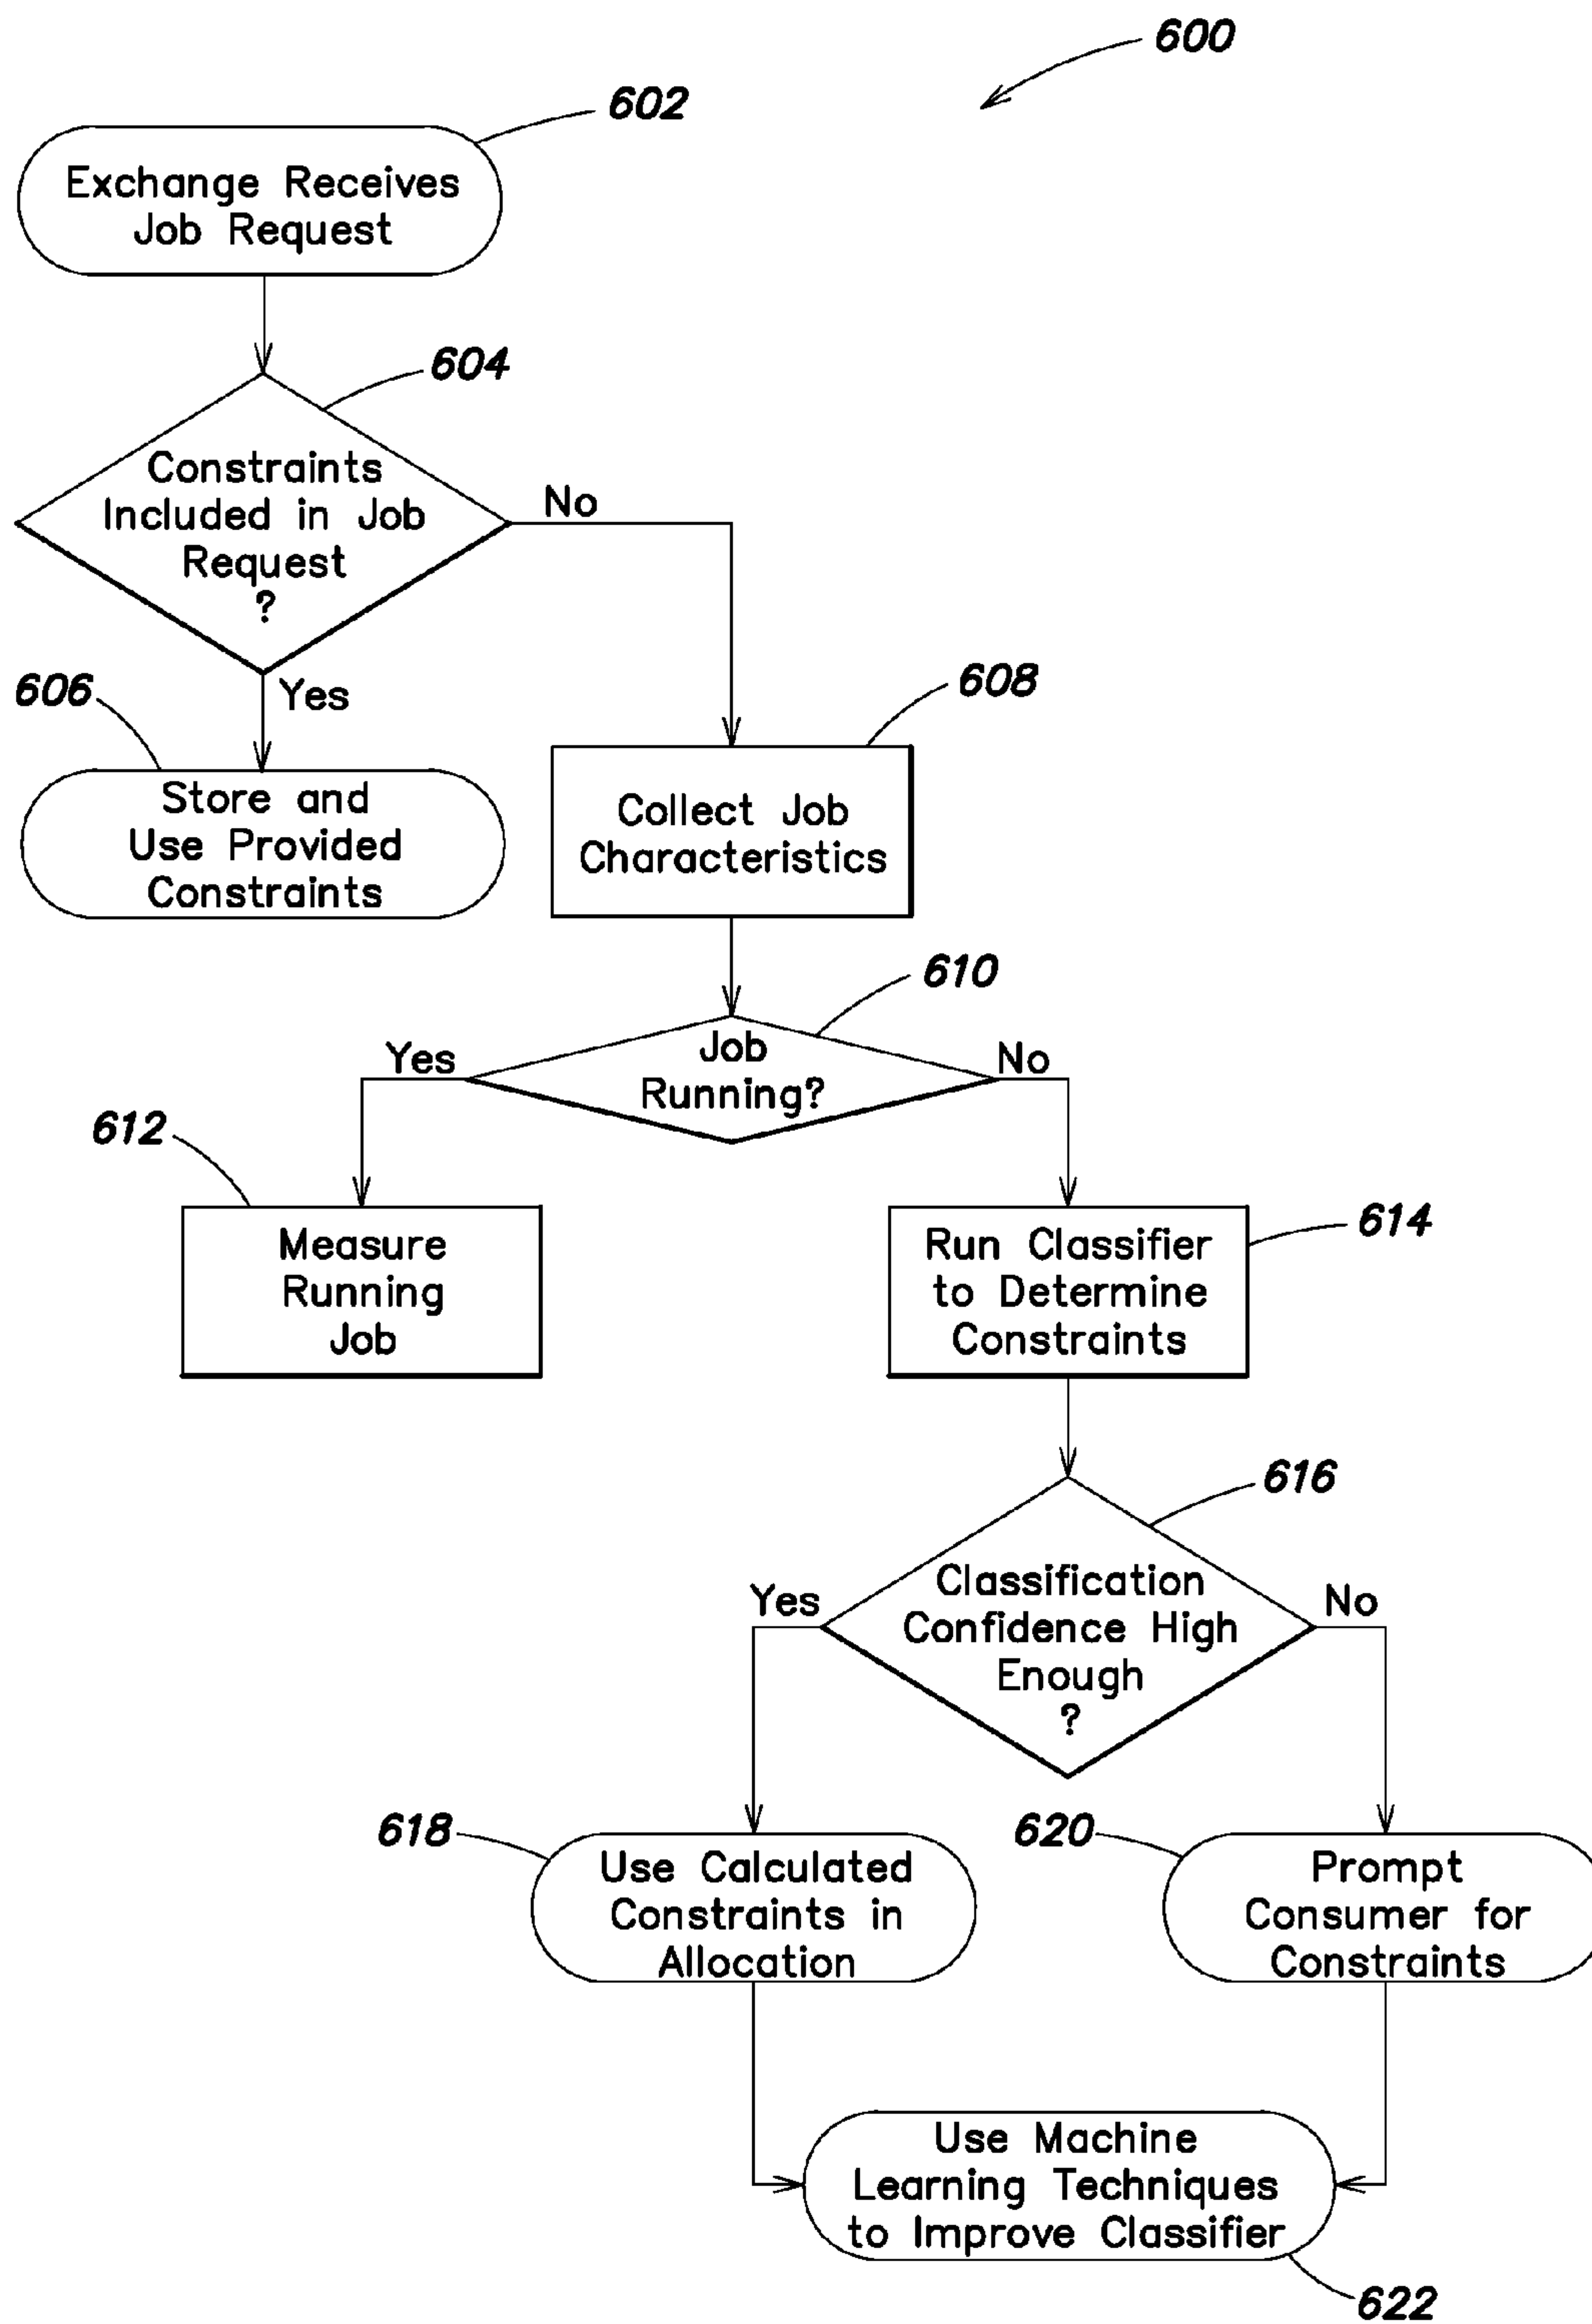 600
602
Exchange Receives
Job Request
604
Constraints
Included in Job
Request
?
No
Yes
606
Store and
Use Provided
Constraints
608
Collect Job
Characteristics
610
Job
Running?
Yes
No
612
Measure
Running
Job
614
Run Classifier
to Determine
Constraints
616
Classification
Confidence High
Enough
?
Yes
No
618
Use Calculated
Constraints in
Allocation
620
Prompt
Consumer for
Constraints
Use Machine
Learning Techniques
to Improve Classifier
622